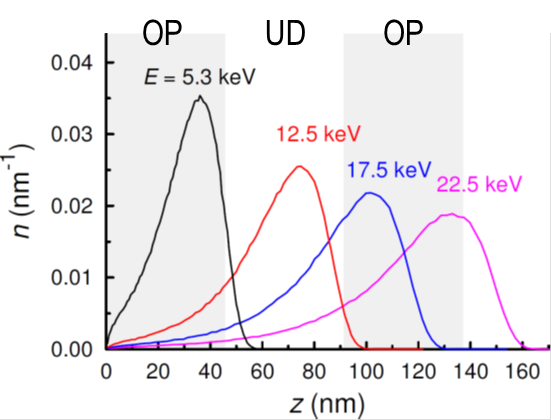 OP UD OP
E = 5.3 keV
12.5 keV
17.5 keV
22.5 keV
0.04
0.03
0.02
0.01
0.00
n (nm-1)
0 20 40 60 80 100 120 140 160
z (nm)